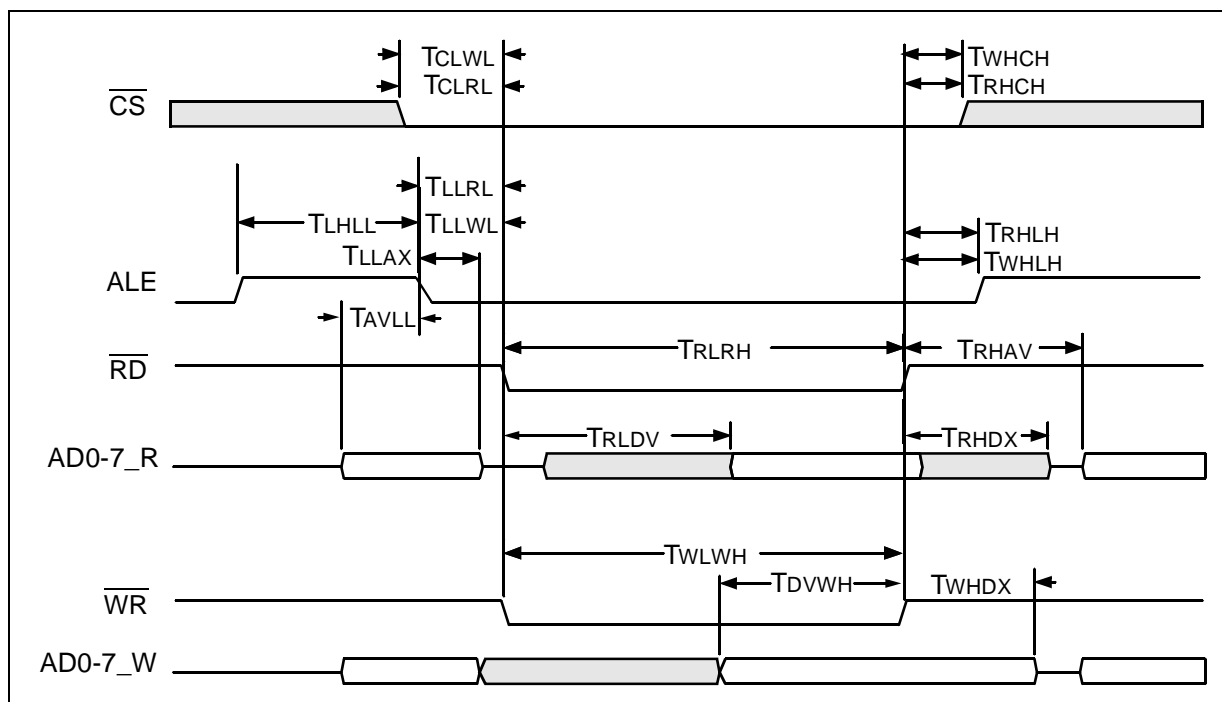 TCLWL TWHCH
CS TCLRL TRHCH
TLLRL
TLHLL TLLWL TRHLH
TLLAX TWHLH
ALE
TAVLL
RD TRLRH TRHAV
AD0-7_R TRLDV TRHDX
TWLWH
WR TDVWH TWHDX
AD0-7_W